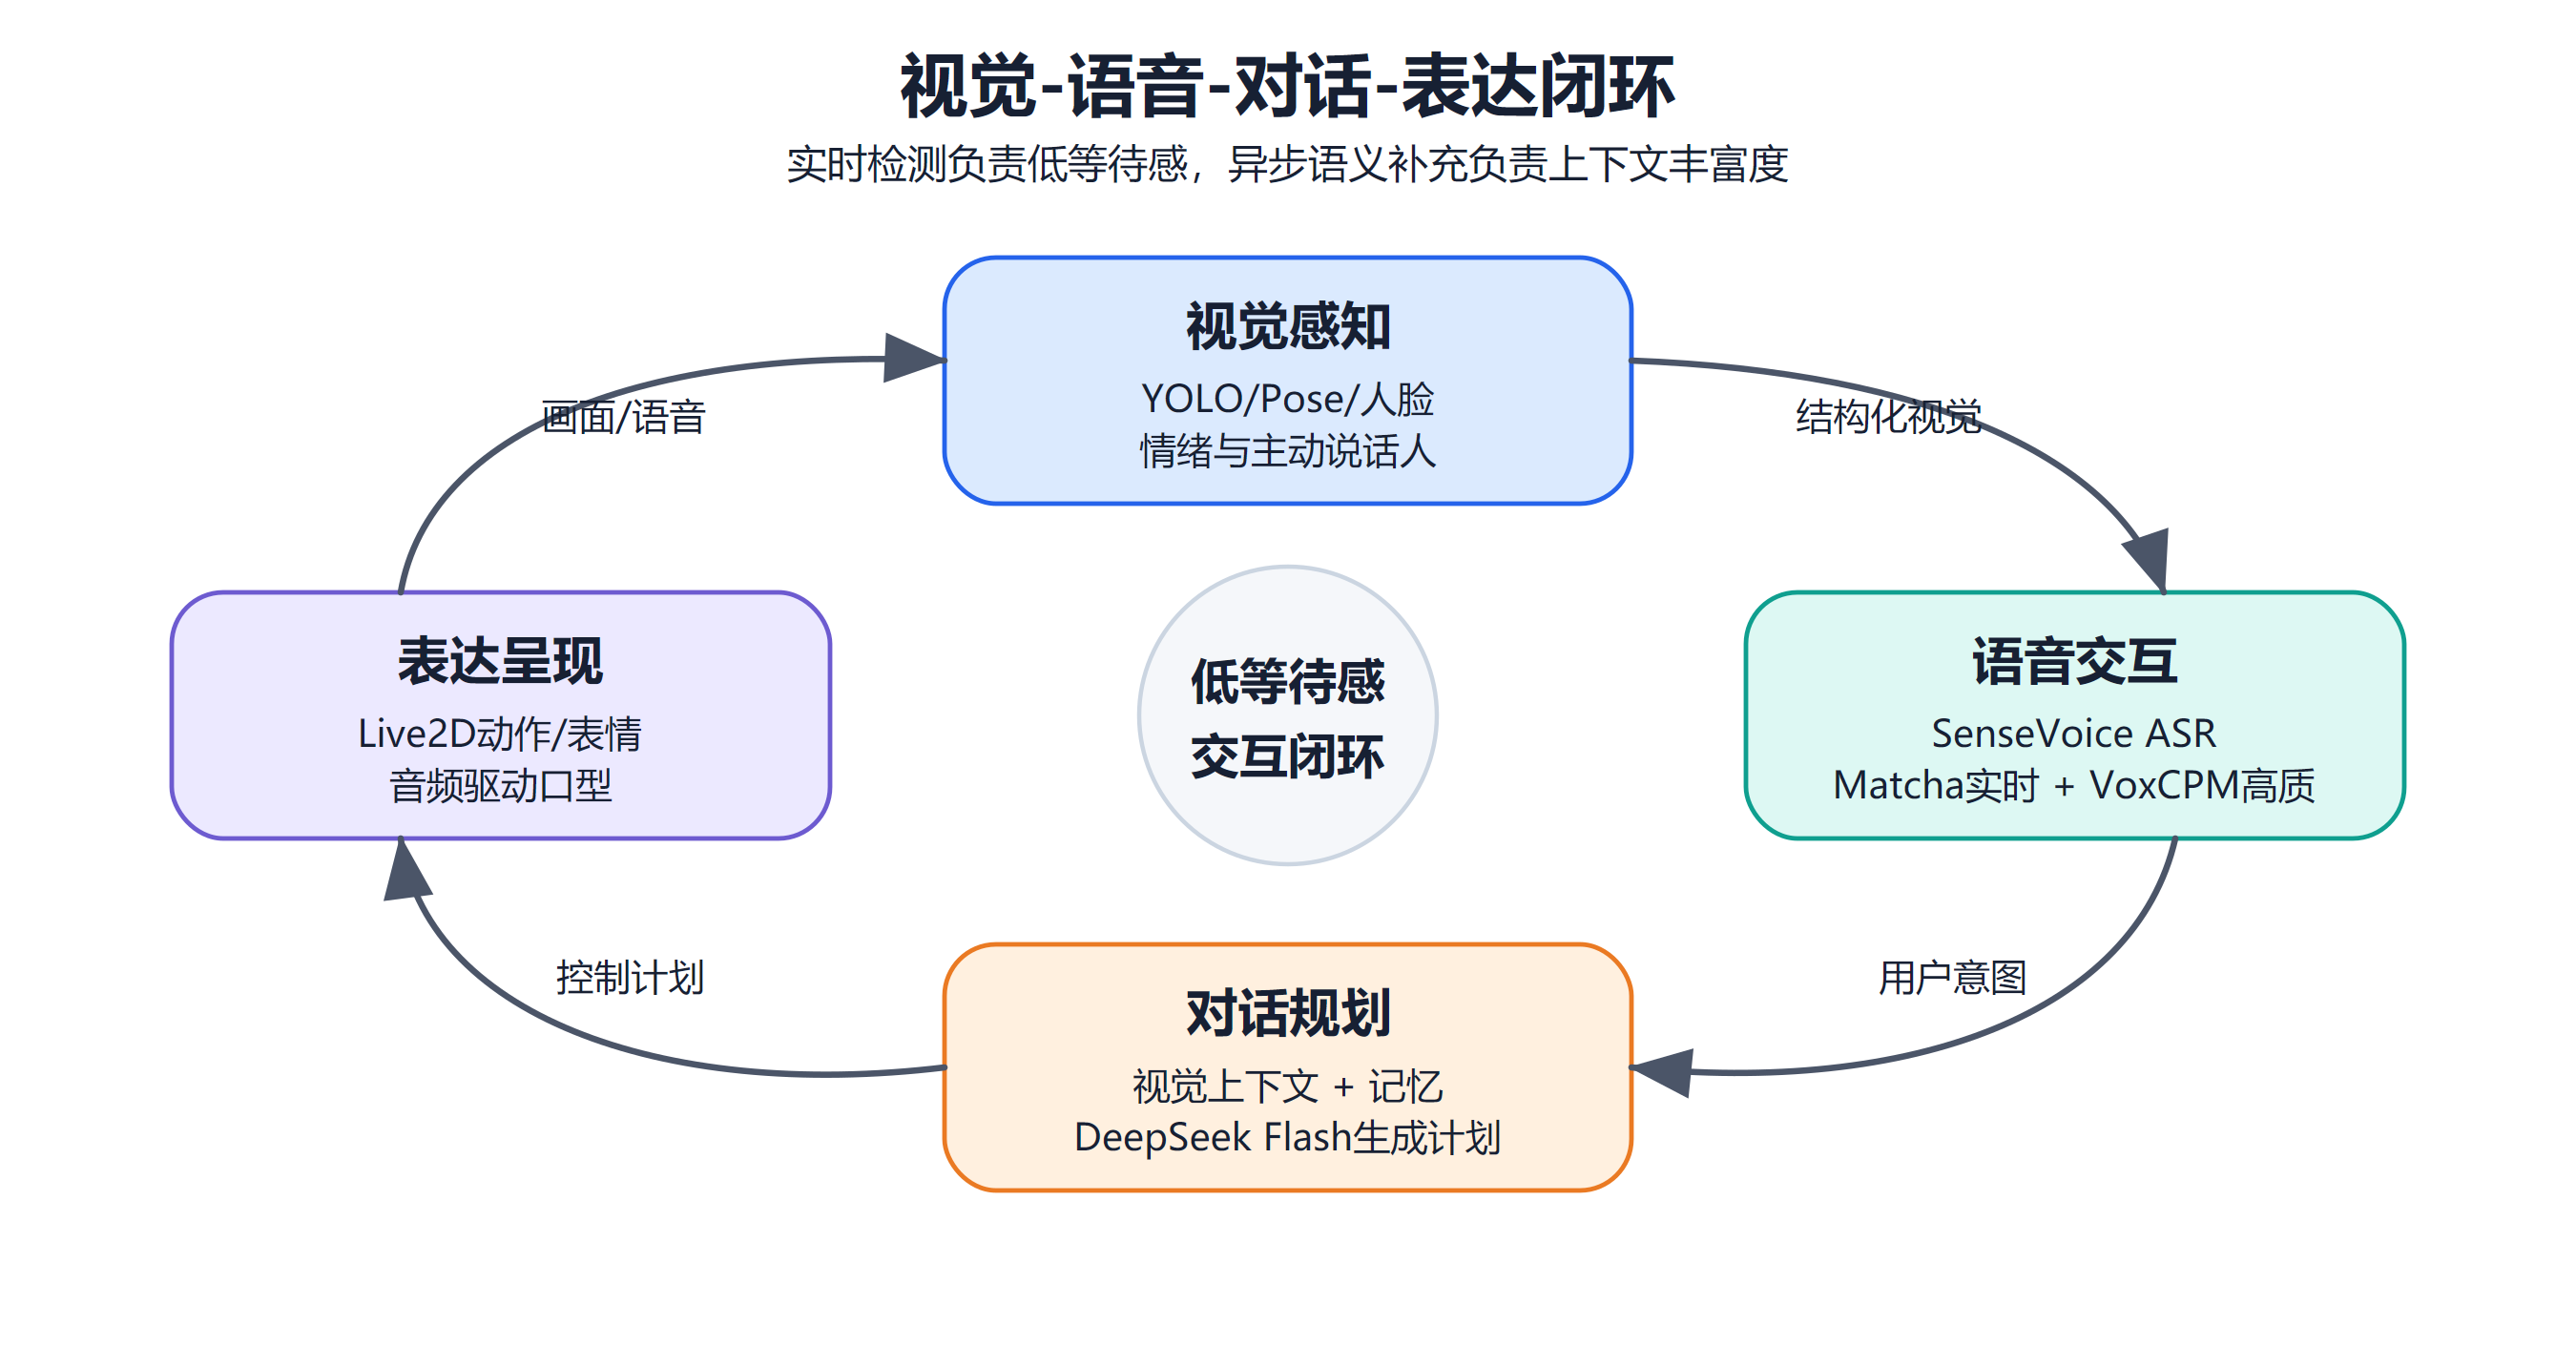 视觉-语音-对话-表达闭环
实时检测负责低等待感，异步语义补充负责上下文丰富度
视觉感知
YOLO/Pose/人脸
情绪与主动说话人
画面/语音
结构化视觉
表达呈现
Live2D动作/表情
音频驱动口型
低等待感
交互闭环
语音交互
SenseVoice ASR
Matcha实时 + VoxCPM高质
控制计划
用户意图
对话规划
视觉上下文 + 记忆
DeepSeek Flash生成计划